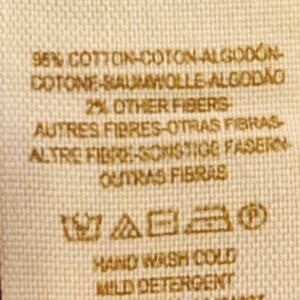 95% COTTON-COTON-ALGODÓN-
COTONE-BAUMWOLLE-ALGODÃO
2% OTHER FIBERS-
AUTRES FIBRES-OTRAS FIBRAS-
ALTRE FIBRE-SONSTIGE FASERN-
OUTRAS FIBRAS
P
HAND WASH COLD
MILD DETERGENT